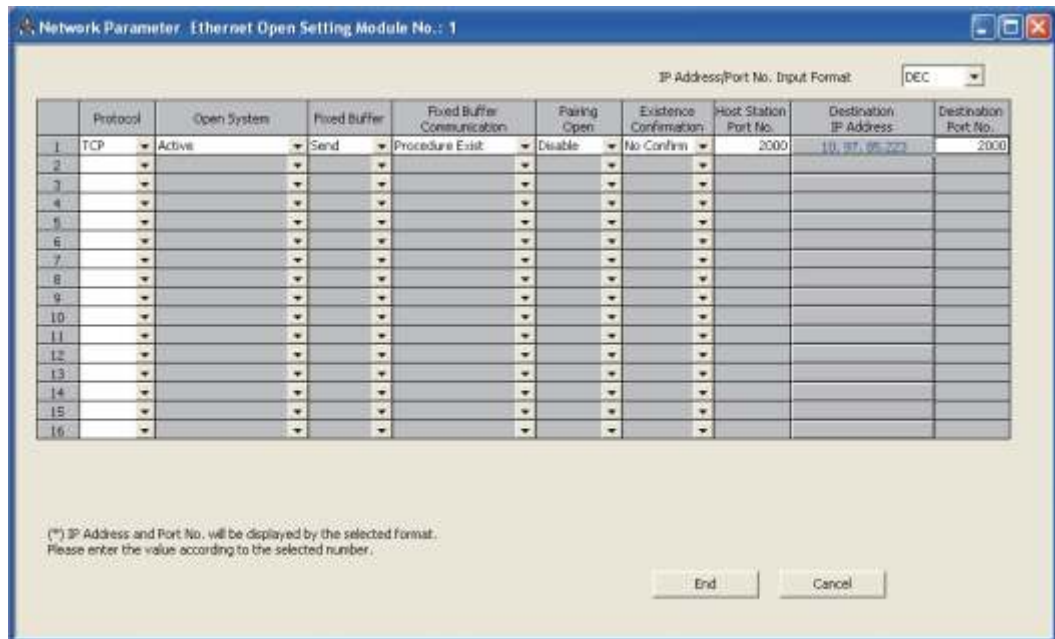 Network Parameter Ethernet Open Setting Module No.: 1
IP Address/Port No. Input Format DEC
Protocol Open System Fixed Buffer Fixed Buffer Communication Pairing Open Existence Confirmation Host Station Port No. Destination IP Address Destination Port No.
1 TCP Active Send Procedure Exist Disable No Confirm 2000 10. 97. 85.223 2000
2
3
4
5
6
7
8
9
10
11
12
13
14
15
16
(*) IP Address and Port No. will be displayed by the selected format.
Please enter the value according to the selected number.
End Cancel